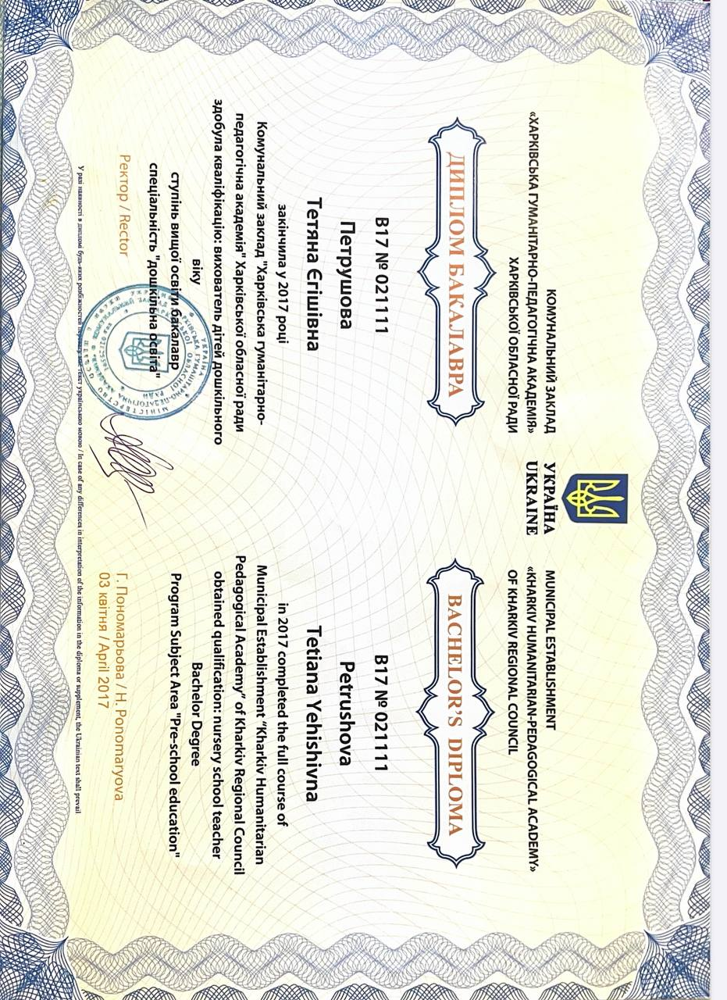 УКРАЇНА
UKRAINE
КОМУНАЛЬНИЙ ЗАКЛАД
«ХАРКІВСЬКА ГУМАНІТАРНО-ПЕДАГОГІЧНА АКАДЕМІЯ»
ХАРКІВСЬКОЇ ОБЛАСНОЇ РАДИ
ДИПЛОМ БАКАЛАВРА
В17 № 021111
Петрушова
Тетяна Єгішівна
закінчила у 2017 році
Комунальний заклад "Харківська гуманітарно-
педагогічна академія" Харківської обласної ради
здобула кваліфікацію: вихователь дітей дошкільного
віку
ступінь вищої освіти бакалавр
спеціальність "дошкільна освіта"
Ректор / Rector
MUNICIPAL ESTABLISHMENT
«KHARKIV HUMANITARIAN-PEDAGOGICAL ACADEMY»
OF KHARKIV REGIONAL COUNCIL
BACHELOR'S DIPLOMA
B17 № 021111
Petrushova
Tetiana Yehishivna
in 2017 completed the full course of
Municipal Establishment "Kharkiv Humanitarian
Pedagogical Academy" of Kharkiv Regional Council
obtained qualification: nursery school teacher
Bachelor Degree
Program Subject Area "Pre-school education"
Г. Пономарьова / H. Ponomaryova
03 квітня / April 2017
У разі наявності в дипломі будь-яких розбіжностей переважає текст українською мовою / In case of any differences in interpretation of the information in the diploma or supplement, the Ukrainian text shall prevail